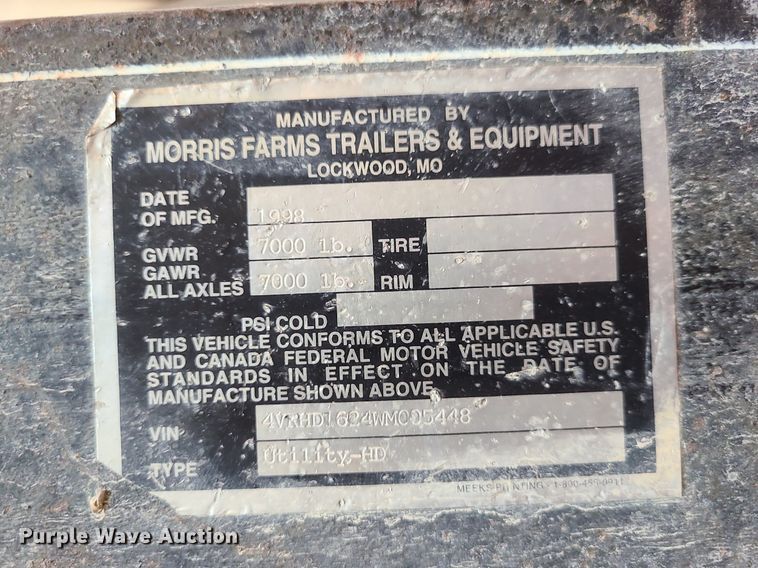 MANUFACTURED BY
MORRIS FARMS TRAILERS & EQUIPMENT
LOCKWOOD, MO
DATE
OF MFG. 1998
GVWR 7000 lb. TIRE
GAWR
ALL AXLES 7000 lb. RIM
PSI COLD
THIS VEHICLE CONFORMS TO ALL APPLICABLE U.S.
AND CANADA FEDERAL MOTOR VEHICLE SAFETY
STANDARDS IN EFFECT ON THE DATE OF
MANUFACTURE SHOWN ABOVE
VIN
TYPE Utility-HD
MEEKS PRINTING
Purple Wave Auction